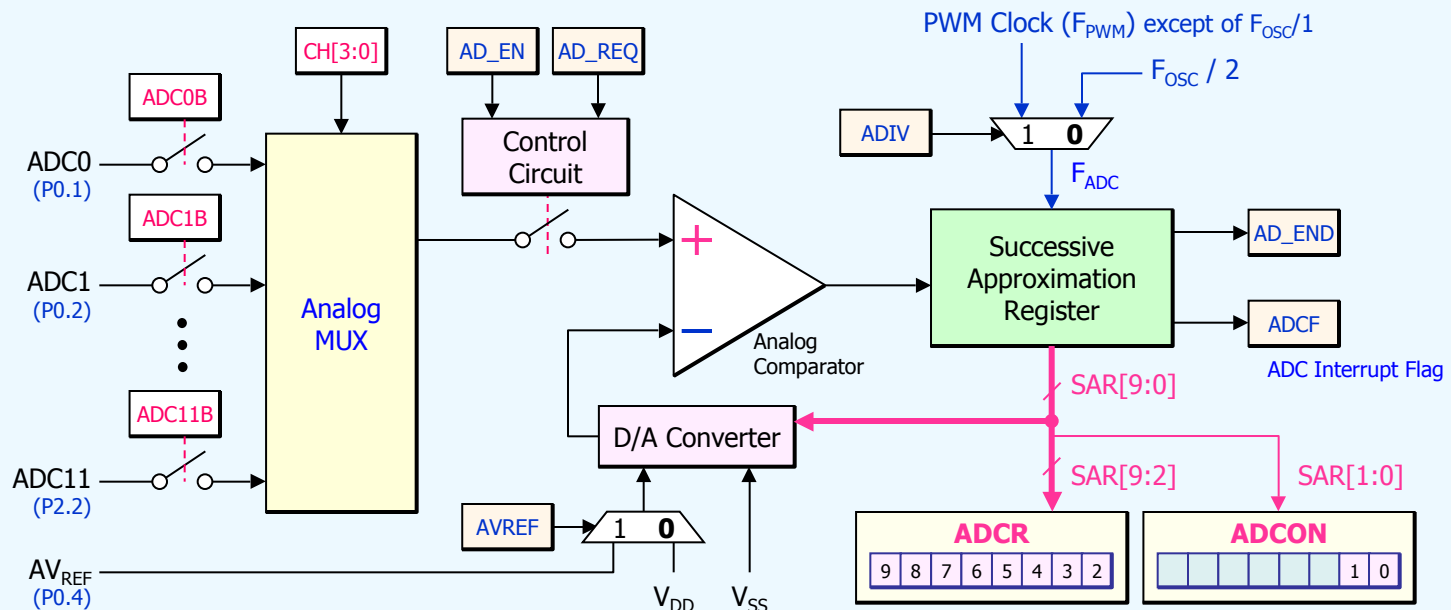 PWM Clock (FPWM) except of FOSC/1
FOSC / 2
CH[3:0]
AD_EN
AD_REQ
ADC0B
ADC0
(P0.1)
ADC1B
ADC1
(P0.2)
ADC11B
ADC11
(P2.2)
Analog
MUX
Control
Circuit
ADIV
1 0
FADC
+
−
Analog
Comparator
Successive
Approximation
Register
AD_END
ADCF
ADC Interrupt Flag
SAR[9:0]
D/A Converter
SAR[9:2]
SAR[1:0]
AVREF
1 0
AVREF
(P0.4)
VDD
VSS
ADCR
9 8 7 6 5 4 3 2
ADCON
1 0